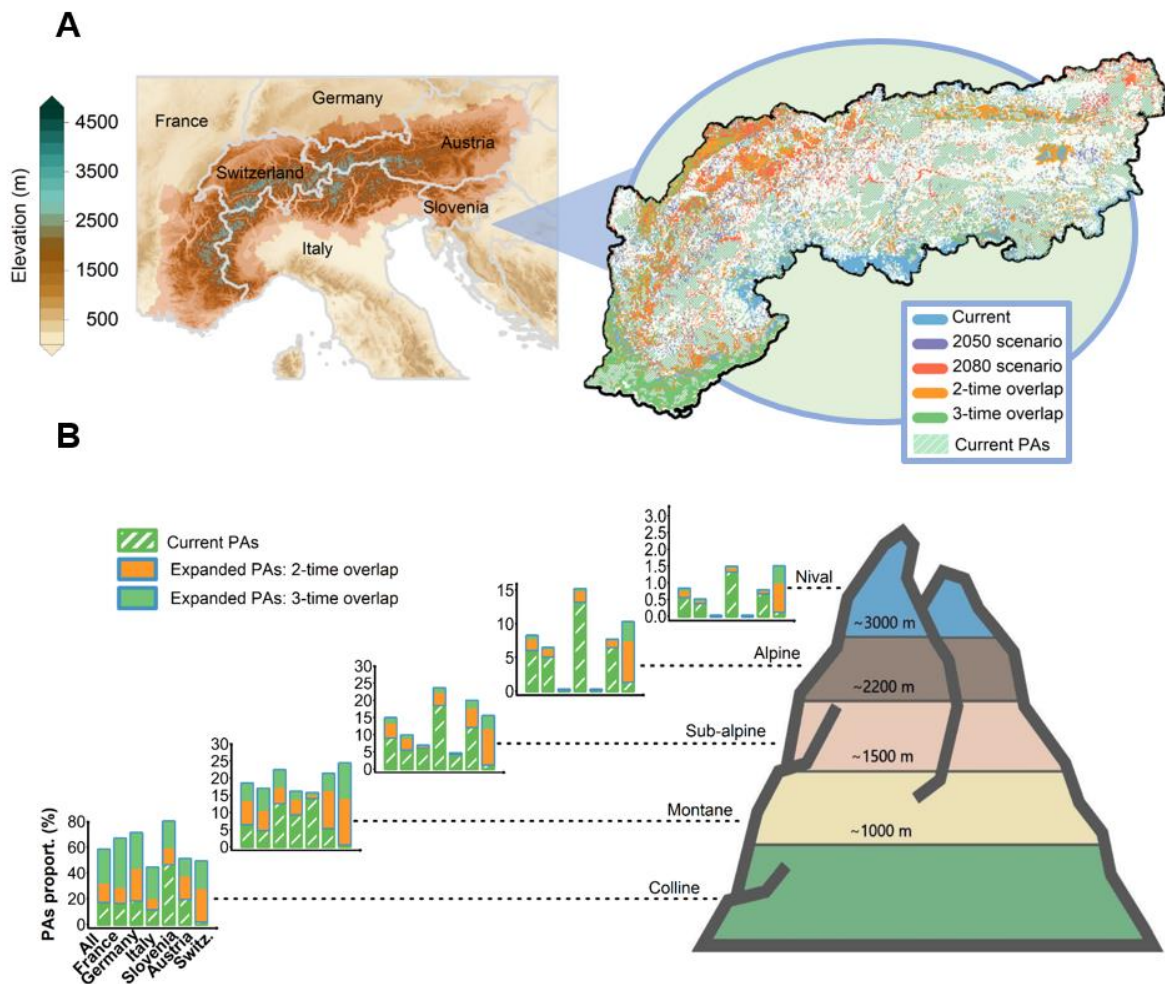 A
Elevation (m)
4500
3500
2500
1500
500
France
Germany
Switzerland
Austria
Slovenia
Italy
Current
2050 scenario
2080 scenario
2-time overlap
3-time overlap
Current PAs
B
Current PAs
Expanded PAs: 2-time overlap
Expanded PAs: 3-time overlap
3.0
2.5
2.0
1.5
1.0
0.5
0.0
Nival
~3000 m
15
10
5
0
Alpine
~2200 m
30
25
20
15
10
5
0
Sub-alpine
~1500 m
30
25
20
15
10
5
0
Montane
~1000 m
PAs proport. (%)
80
60
40
20
0
Colline
All
France
Germany
Italy
Slovenia
Austria
Switz.